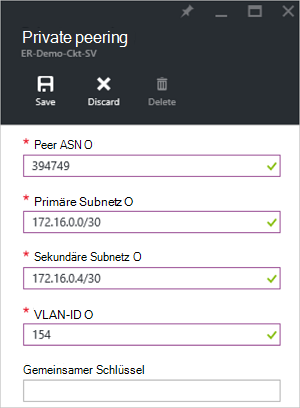 Private peering
ER-Demo-Ckt-SV
Save Discard Delete
* Peer ASN O
394749
* Primäre Subnetz O
172.16.0.0/30
* Sekundäre Subnetz O
172.16.0.4/30
* VLAN-ID O
154
Gemeinsamer Schlüssel